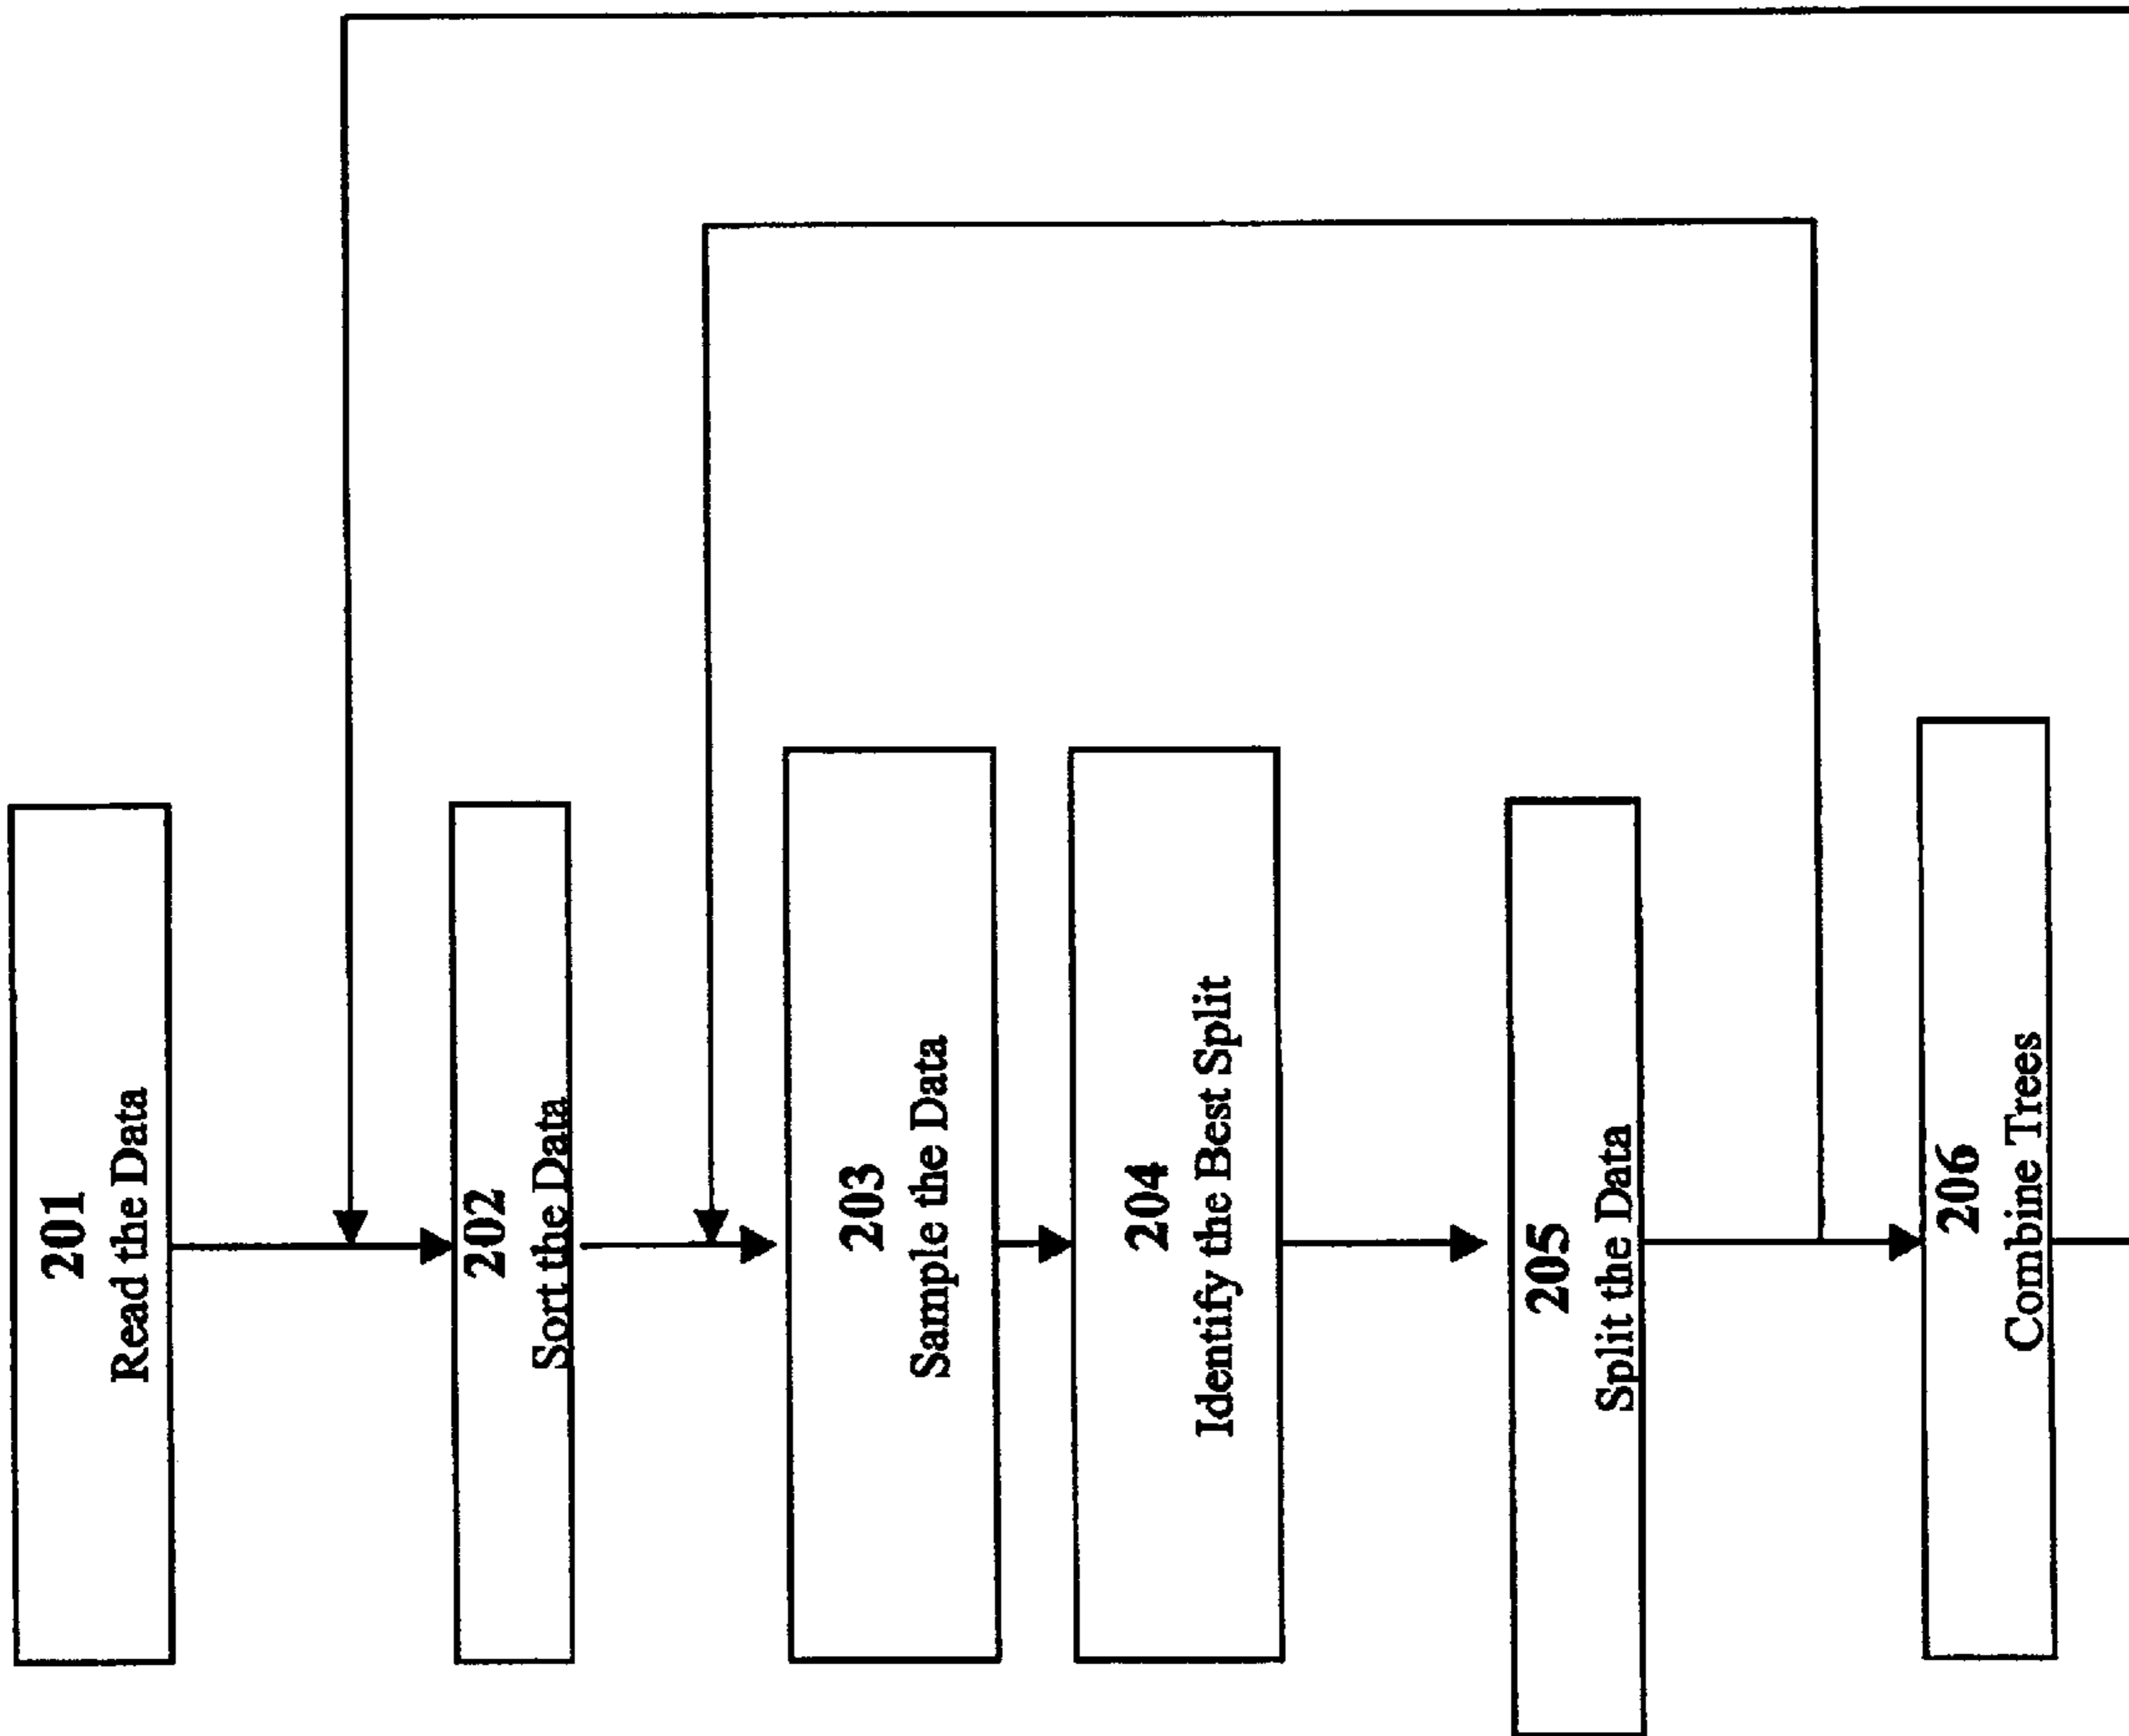 201
Read the Data
202
Sort the Data
203
Sample the Data
204
Identify the Best Split
205
Split the Data
206
Combine Trees